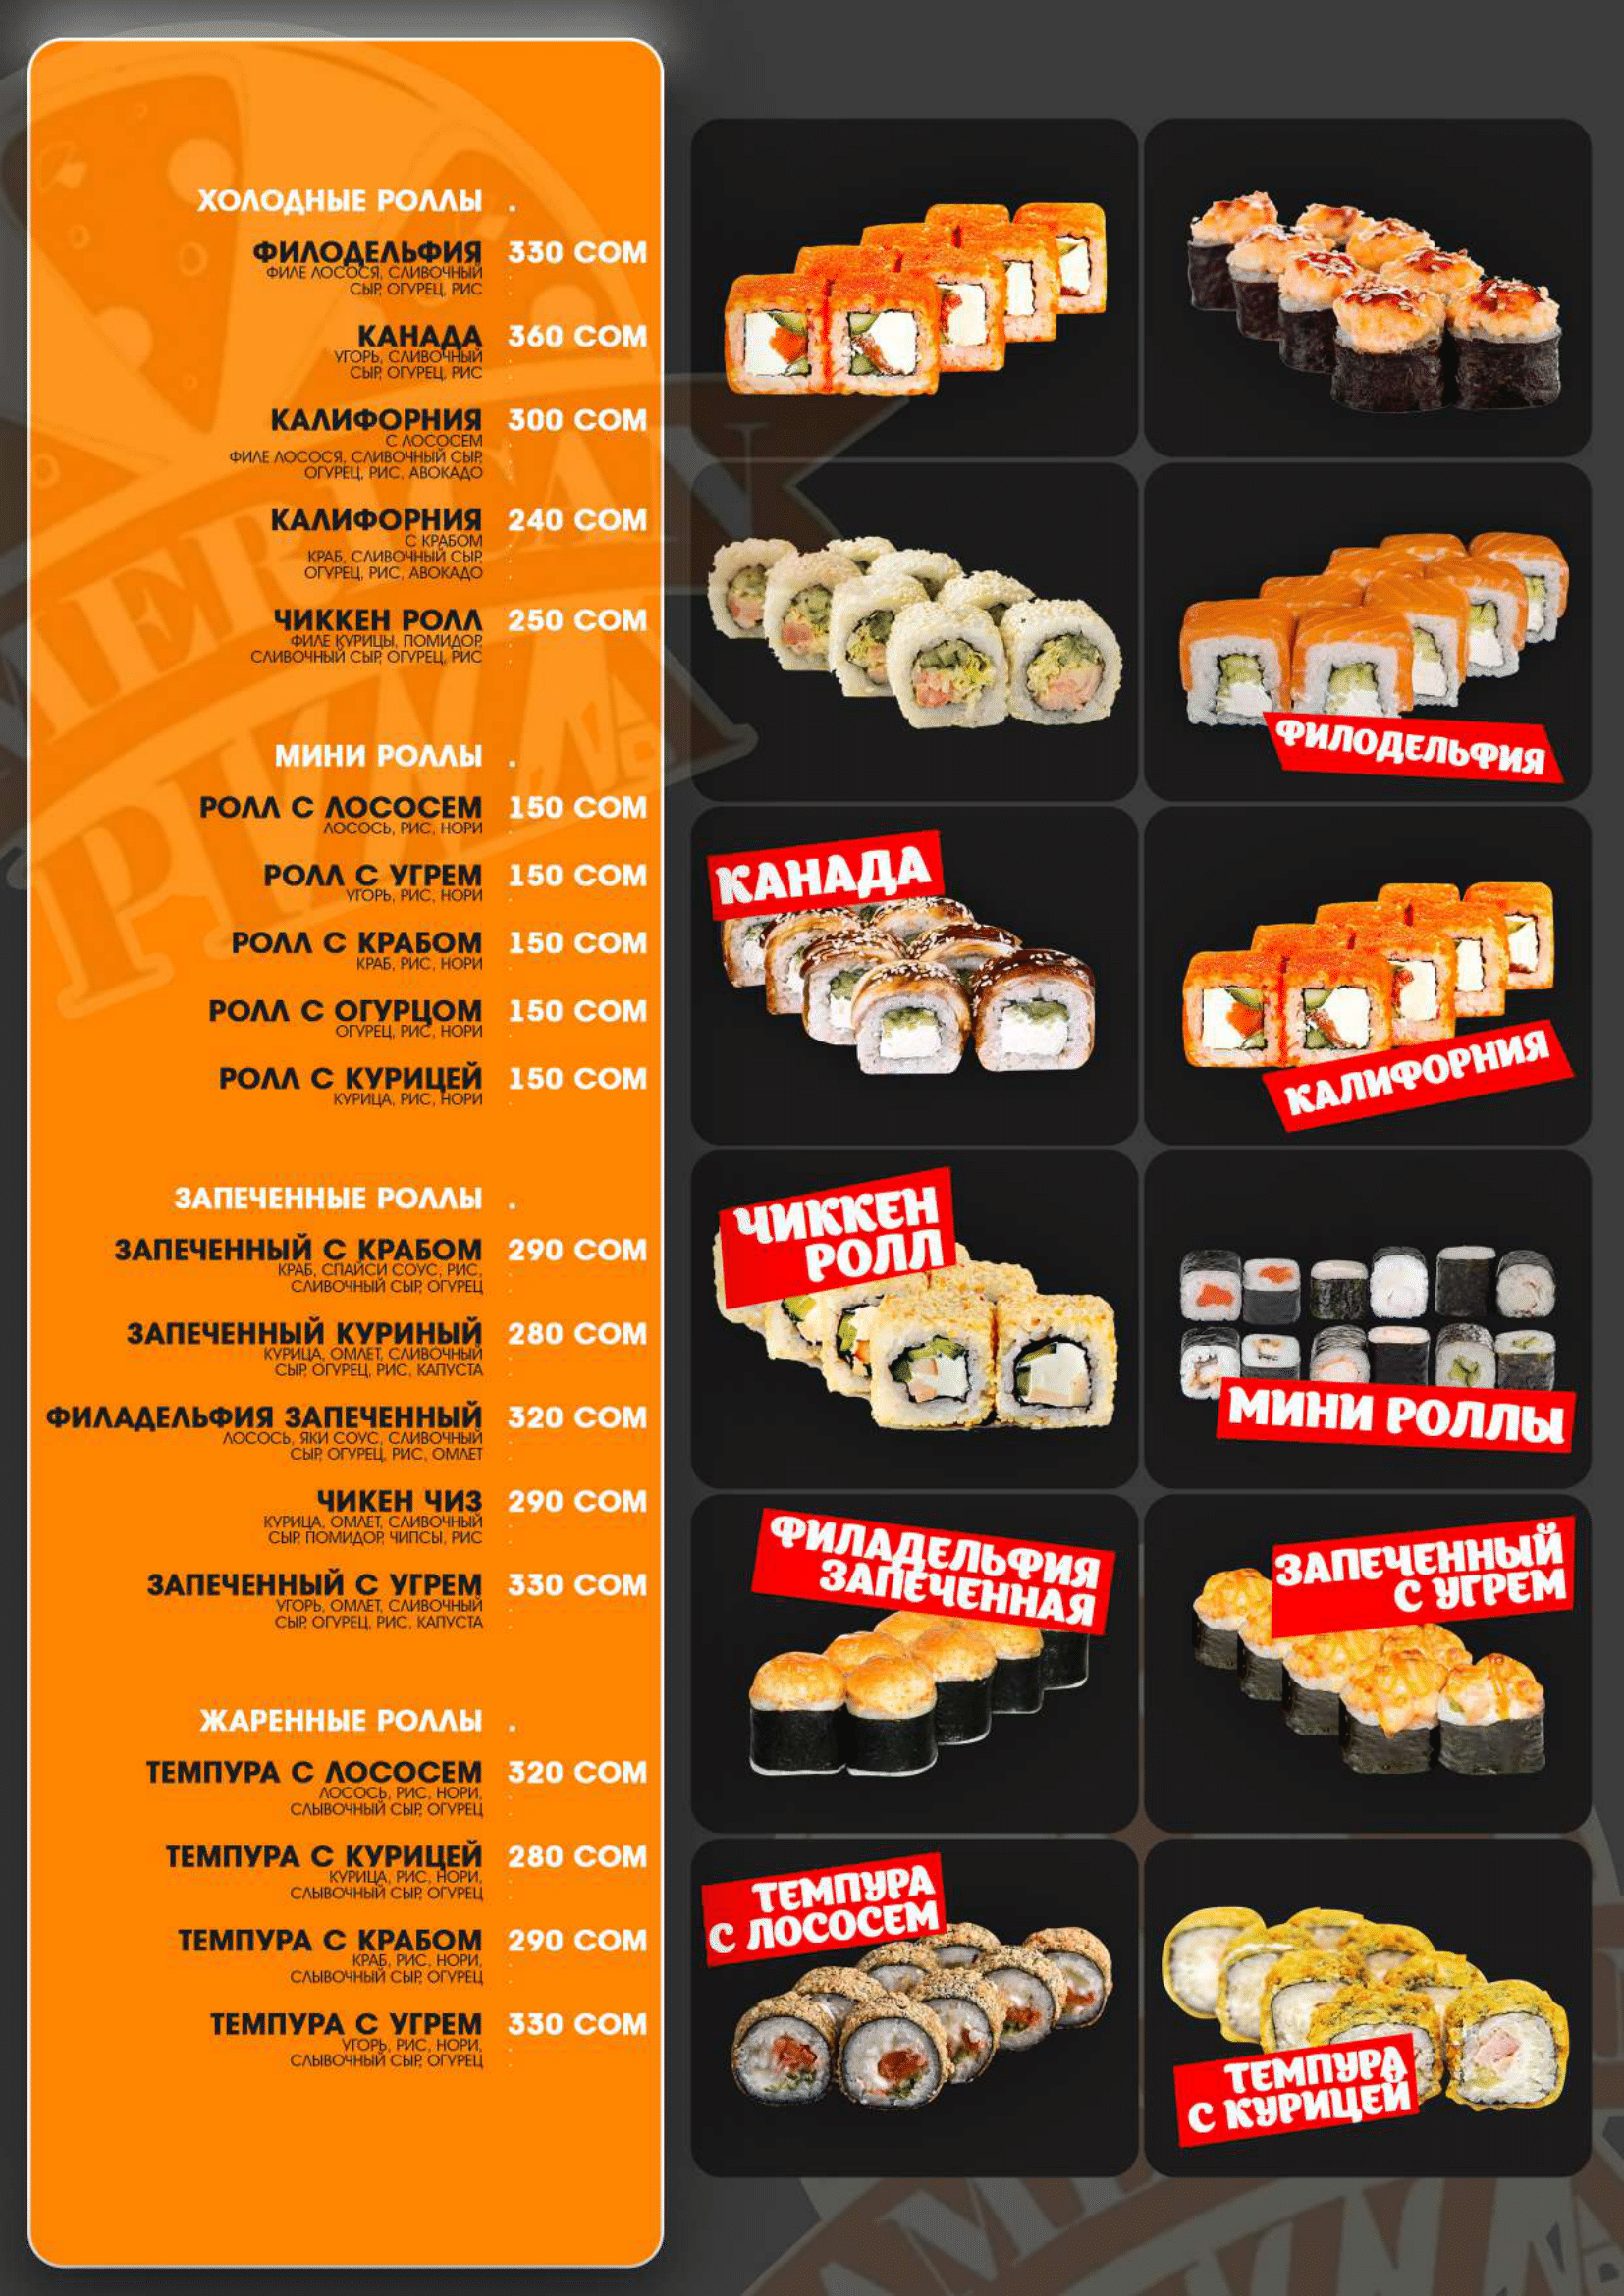 ХОЛОДНЫЕ РОЛЛЫ .
ФИЛОДЕЛЬФИЯ 330 СОМ
ФИЛЕ ЛОСОСЯ, СЛИВОЧНЫЙ
СЫР, ОГУРЕЦ, РИС
КАНАДА 360 СОМ
УГОРЬ, СЛИВОЧНЫЙ
СЫР, ОГУРЕЦ, РИС
КАЛИФОРНИЯ 300 СОМ
С ЛОСОСЕМ
ФИЛЕ ЛОСОСЯ, СЛИВОЧНЫЙ СЫР,
ОГУРЕЦ, РИС, АВОКАДО
КАЛИФОРНИЯ 240 СОМ
С КРАБОМ
КРАБ, СЛИВОЧНЫЙ СЫР,
ОГУРЕЦ, РИС, АВОКАДО
ЧИККЕН РОЛЛ 250 СОМ
ФИЛЕ КУРИЦЫ, ПОМИДОР,
СЛИВОЧНЫЙ СЫР, ОГУРЕЦ, РИС
МИНИ РОЛЛЫ .
РОЛЛ С ЛОСОСЕМ 150 СОМ
ЛОСОСЬ, РИС, НОРИ
РОЛЛ С УГРЕМ 150 СОМ
УГОРЬ, РИС, НОРИ
РОЛЛ С КРАБОМ 150 СОМ
КРАБ, РИС, НОРИ
РОЛЛ С ОГУРЦОМ 150 СОМ
ОГУРЕЦ, РИС, НОРИ
РОЛЛ С КУРИЦЕЙ 150 СОМ
КУРИЦА, РИС, НОРИ
ЗАПЕЧЕННЫЕ РОЛЛЫ .
ЗАПЕЧЕННЫЙ С КРАБОМ 290 СОМ
КРАБ, СПАЙСИ СОУС, РИС,
СЛИВОЧНЫЙ СЫР, ОГУРЕЦ
ЗАПЕЧЕННЫЙ КУРИНЫЙ 280 СОМ
КУРИЦА, ОМЛЕТ, СЛИВОЧНЫЙ
СЫР, ОГУРЕЦ, РИС, КАПУСТА
ФИЛАДЕЛЬФИЯ ЗАПЕЧЕННЫЙ 320 СОМ
ЛОСОСЬ, ЯКИ СОУС, СЛИВОЧНЫЙ
СЫР, ОГУРЕЦ, РИС, ОМЛЕТ
ЧИКЕН ЧИЗ 290 СОМ
КУРИЦА, ОМЛЕТ, СЛИВОЧНЫЙ
СЫР, ПОМИДОР, ЧИПСЫ, РИС
ЗАПЕЧЕННЫЙ С УГРЕМ 330 СОМ
УГОРЬ, ОМЛЕТ, СЛИВОЧНЫЙ
СЫР, ОГУРЕЦ, РИС, КАПУСТА
ЖАРЕННЫЕ РОЛЛЫ .
ТЕМПУРА С ЛОСОСЕМ 320 СОМ
ЛОСОСЬ, РИС, НОРИ,
СЛЫВОЧНЫЙ СЫР, ОГУРЕЦ
ТЕМПУРА С КУРИЦЕЙ 280 СОМ
КУРИЦА, РИС, НОРИ,
СЛЫВОЧНЫЙ СЫР, ОГУРЕЦ
ТЕМПУРА С КРАБОМ 290 СОМ
КРАБ, РИС, НОРИ,
СЛЫВОЧНЫЙ СЫР, ОГУРЕЦ
ТЕМПУРА С УГРЕМ 330 СОМ
УГОРЬ, РИС, НОРИ,
СЛЫВОЧНЫЙ СЫР, ОГУРЕЦ
ФИЛОДЕЛЬФИЯ
КАНАДА
КАЛИФОРНИЯ
ЧИККЕН
РОЛЛ
МИНИ РОЛЛЫ
ФИЛАДЕЛЬФИЯ
ЗАПЕЧЕННАЯ
ЗАПЕЧЕННЫЙ
С УГРЕМ
ТЕМПУРА
С ЛОСОСЕМ
ТЕМПУРА
С КУРИЦЕЙ